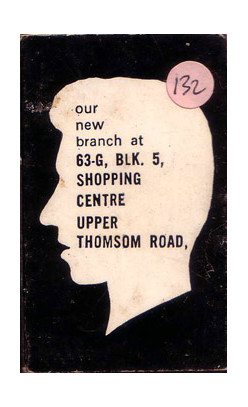 132
our
new
branch at
63-G, BLK. 5,
SHOPPING
CENTRE
UPPER
THOMSOM ROAD,